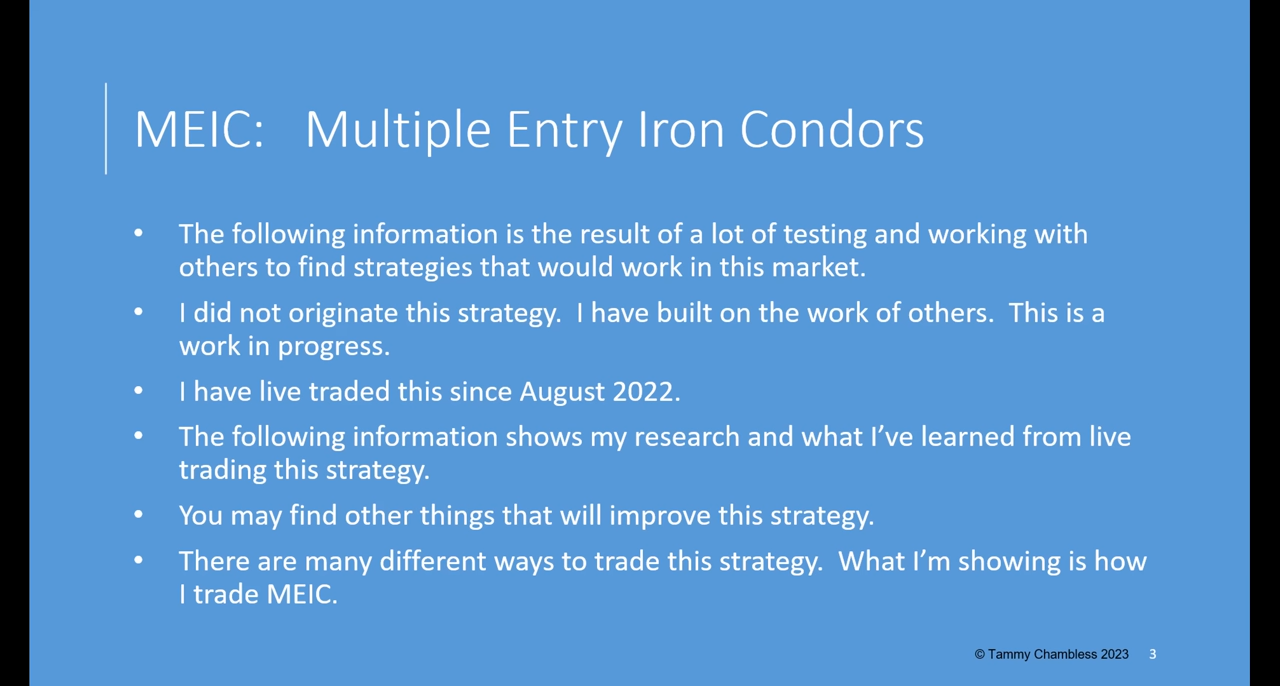 MEIC:   Multiple Entry Iron Condors
• The following information is the result of a lot of testing and working with
others to find strategies that would work in this market.
• I did not originate this strategy.  I have built on the work of others.  This is a
work in progress.
• I have live traded this since August 2022.
• The following information shows my research and what I’ve learned from live
trading this strategy.
• You may find other things that will improve this strategy.
• There are many different ways to trade this strategy.  What I’m showing is how
I trade MEIC.
© Tammy Chambless 2023 3